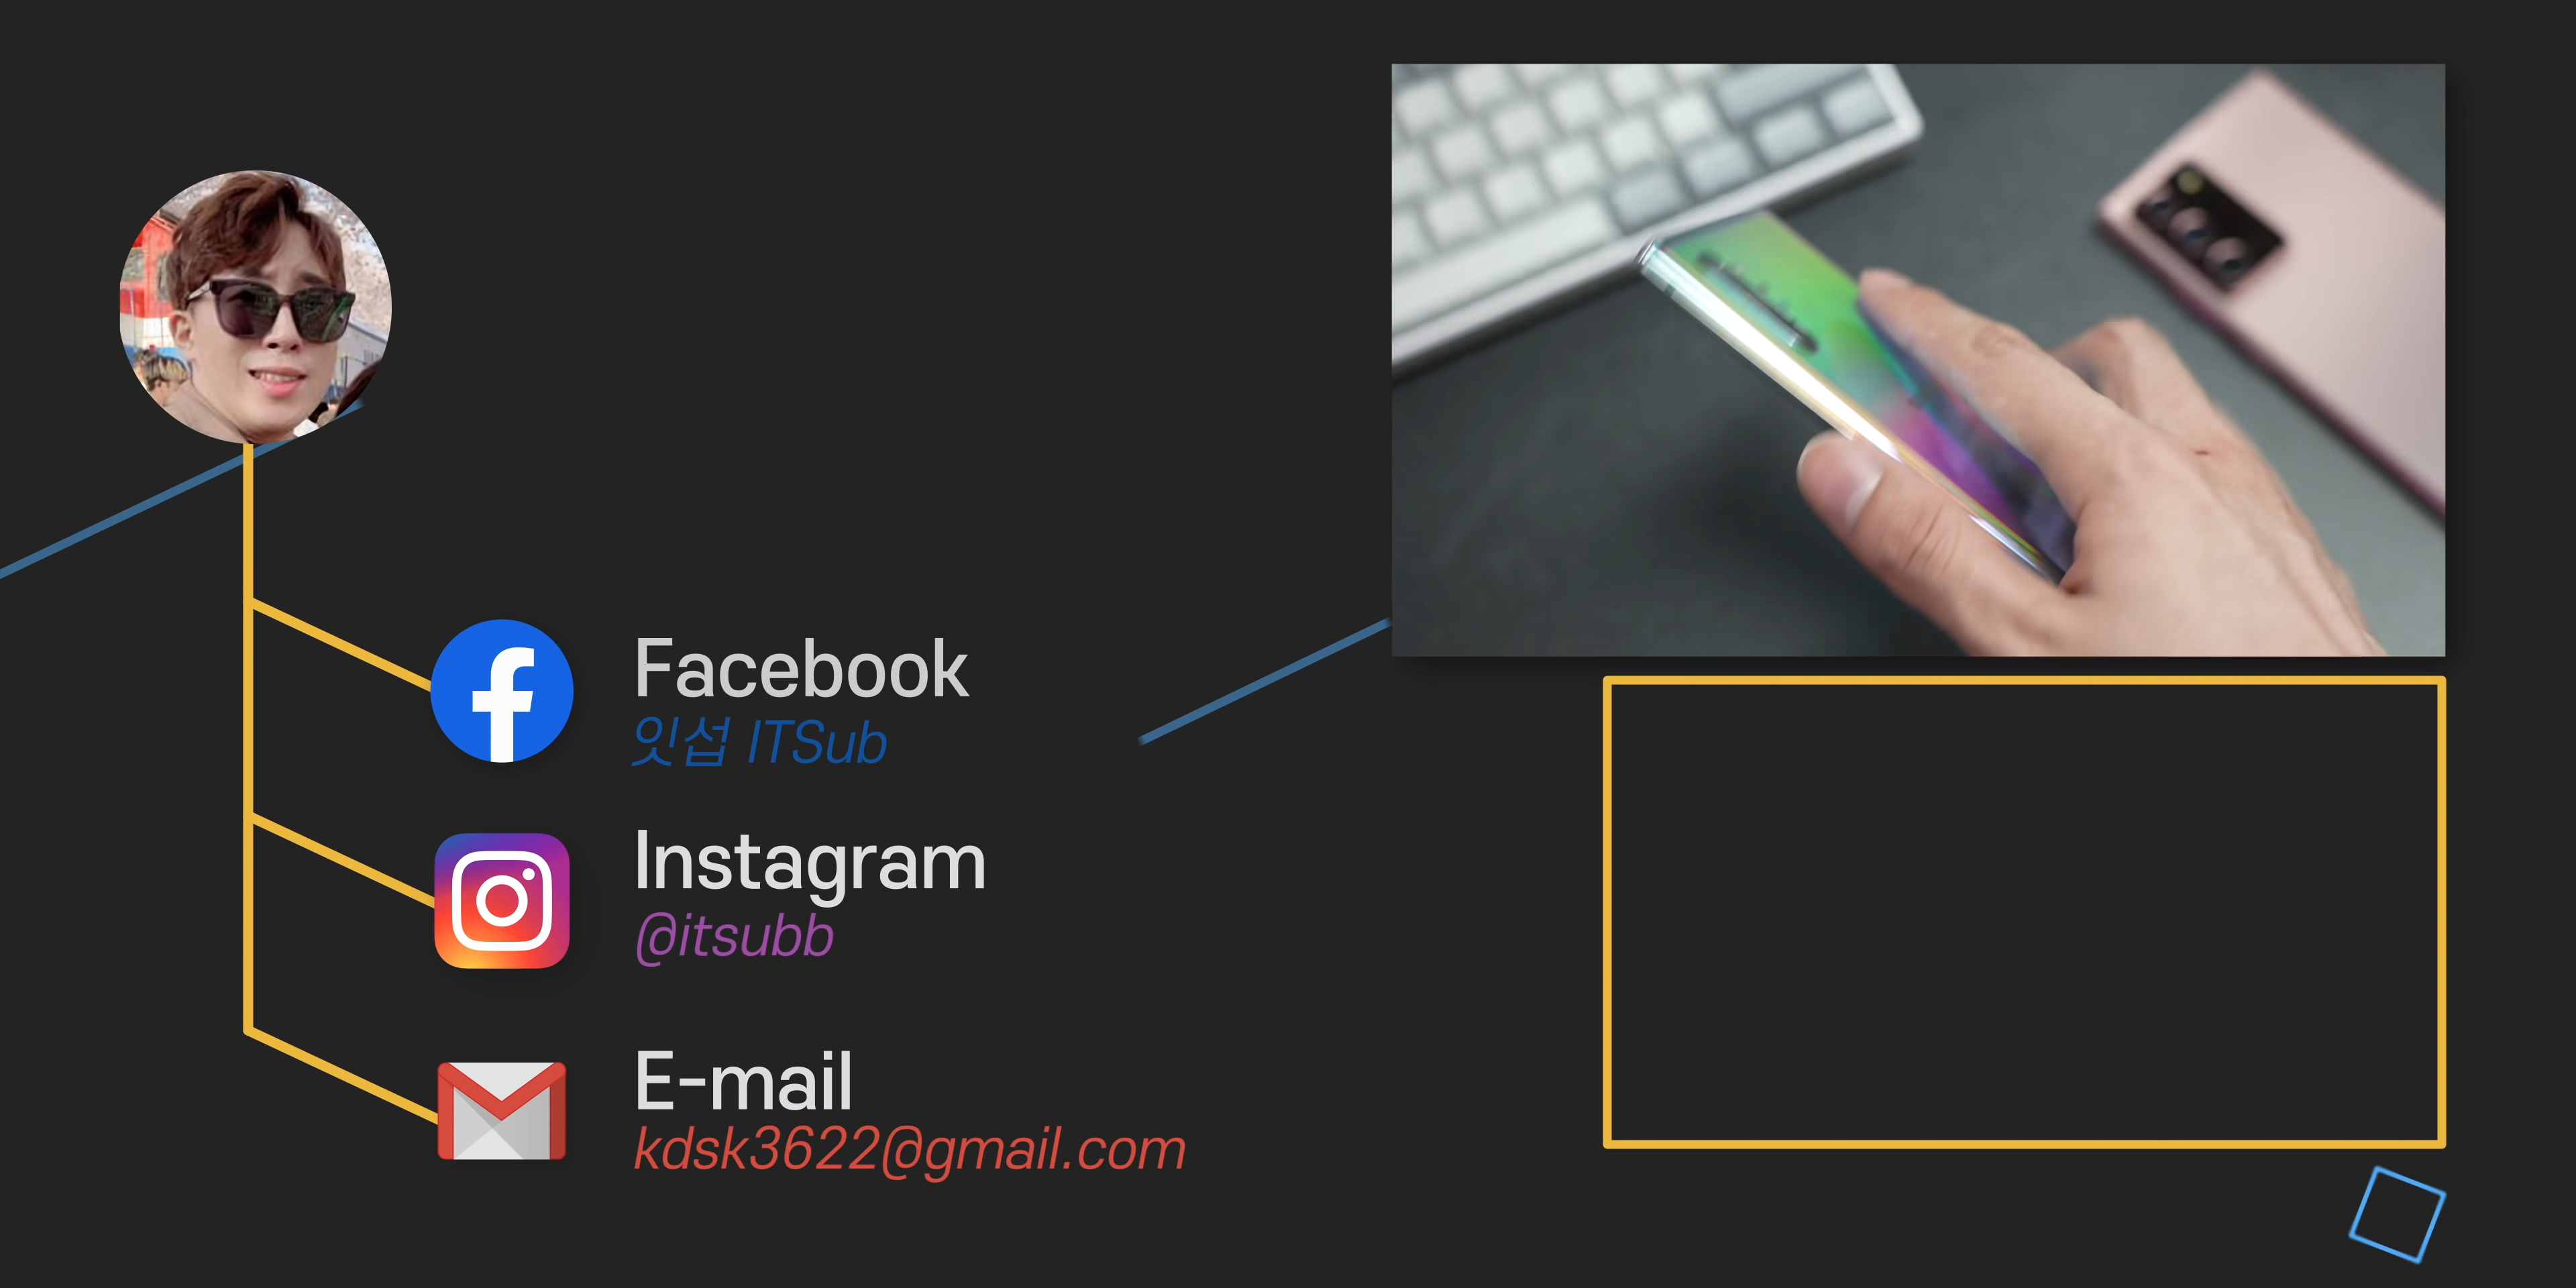 Facebook
잇섭 ITSub
Instagram
@itsubb
E-mail
kdsk3622@gmail.com